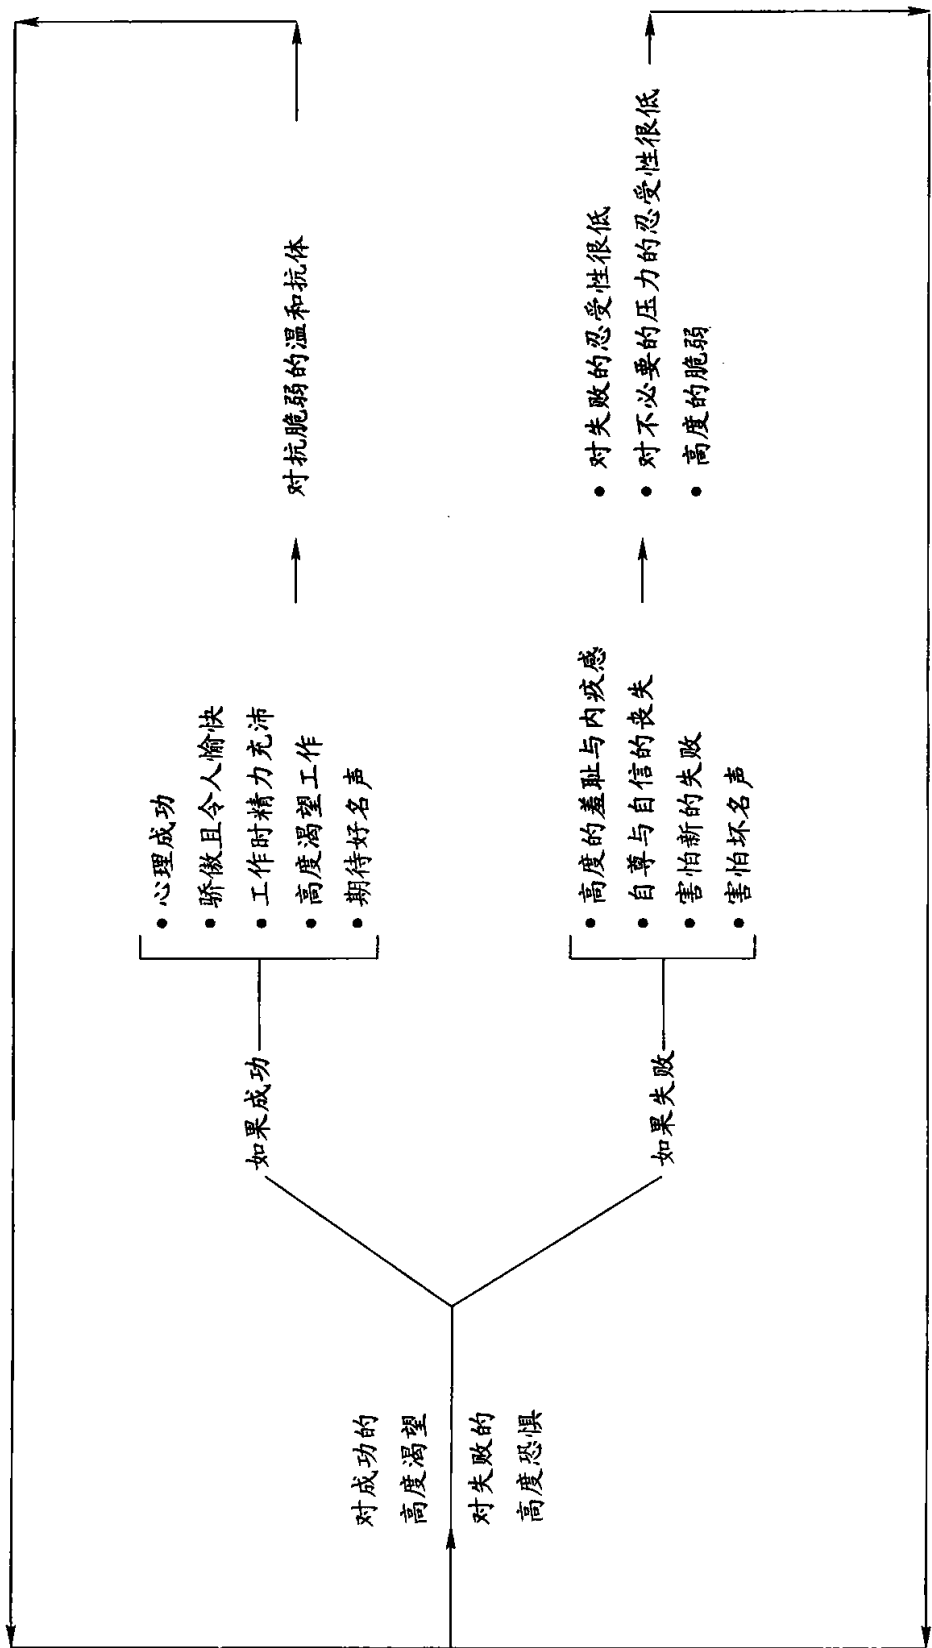 对成功的
高度渴望
对失败的
高度恐惧
如果成功
• 心理成功
• 骄傲且令人愉快
• 工作时精力充沛
• 高度渴望工作
• 期待好名声
对抗脆弱的温和抗体
如果失败
• 高度的羞耻与内疚感
• 自尊与自信的丧失
• 害怕新的失败
• 害怕坏名声
• 对失败的忍受性很低
• 对不必要的压力的忍受性很低
• 高度的脆弱